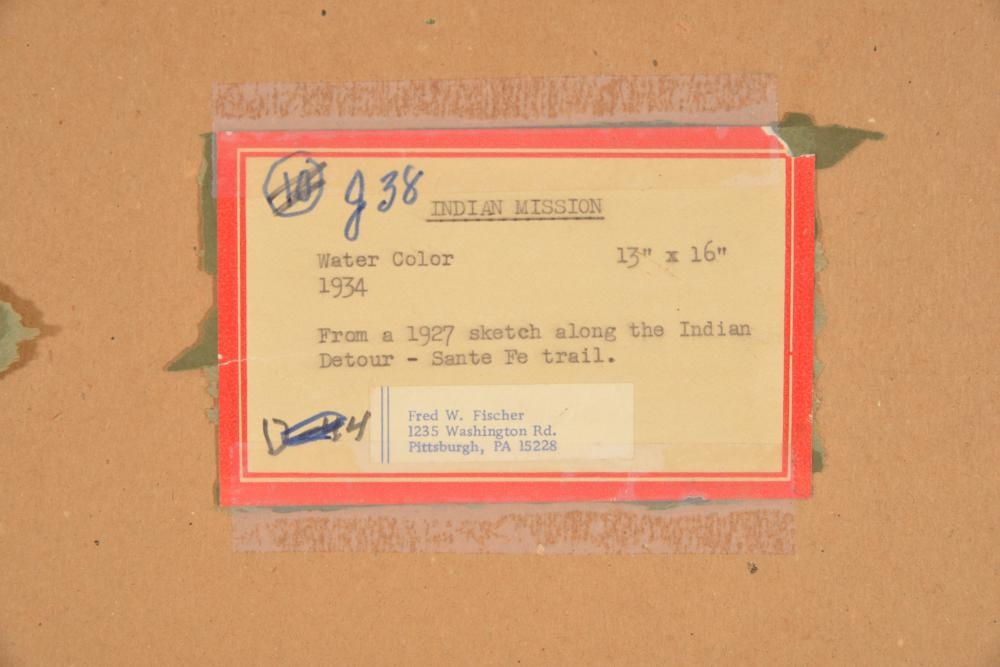 10 J38
INDIAN MISSION
Water Color 13" x 16"
1934
From a 1927 sketch along the Indian
Detour - Sante Fe trail.
Fred W. Fischer
1235 Washington Rd.
Pittsburgh, PA 15228